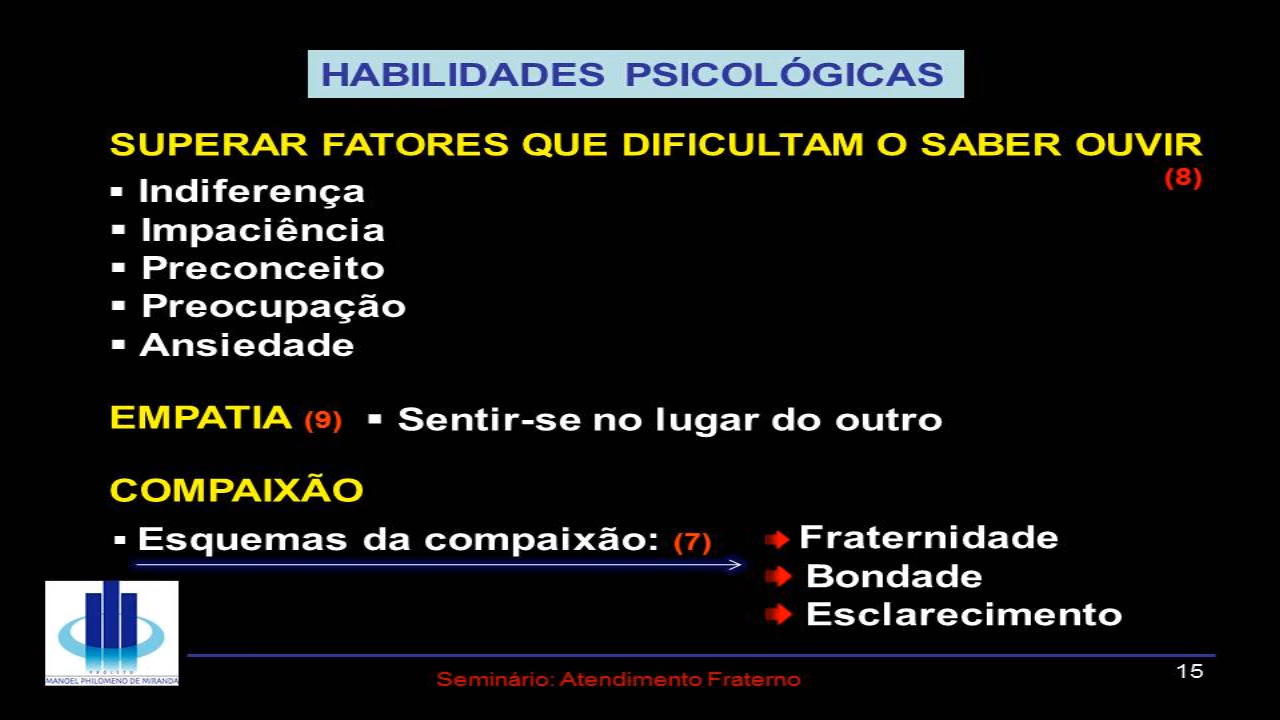 HABILIDADES PSICOLÓGICAS
SUPERAR FATORES QUE DIFICULTAM O SABER OUVIR
(8)
▪ Indiferença
▪ Impaciência
▪ Preconceito
▪ Preocupação
▪ Ansiedade
EMPATIA (9) ▪ Sentir-se no lugar do outro
COMPAIXÃO
▪ Esquemas da compaixão: (7) Fraternidade
Bondade
Esclarecimento
PROJETO
MANOEL PHILOMENO DE MIRANDA
Seminário: Atendimento Fraterno
15